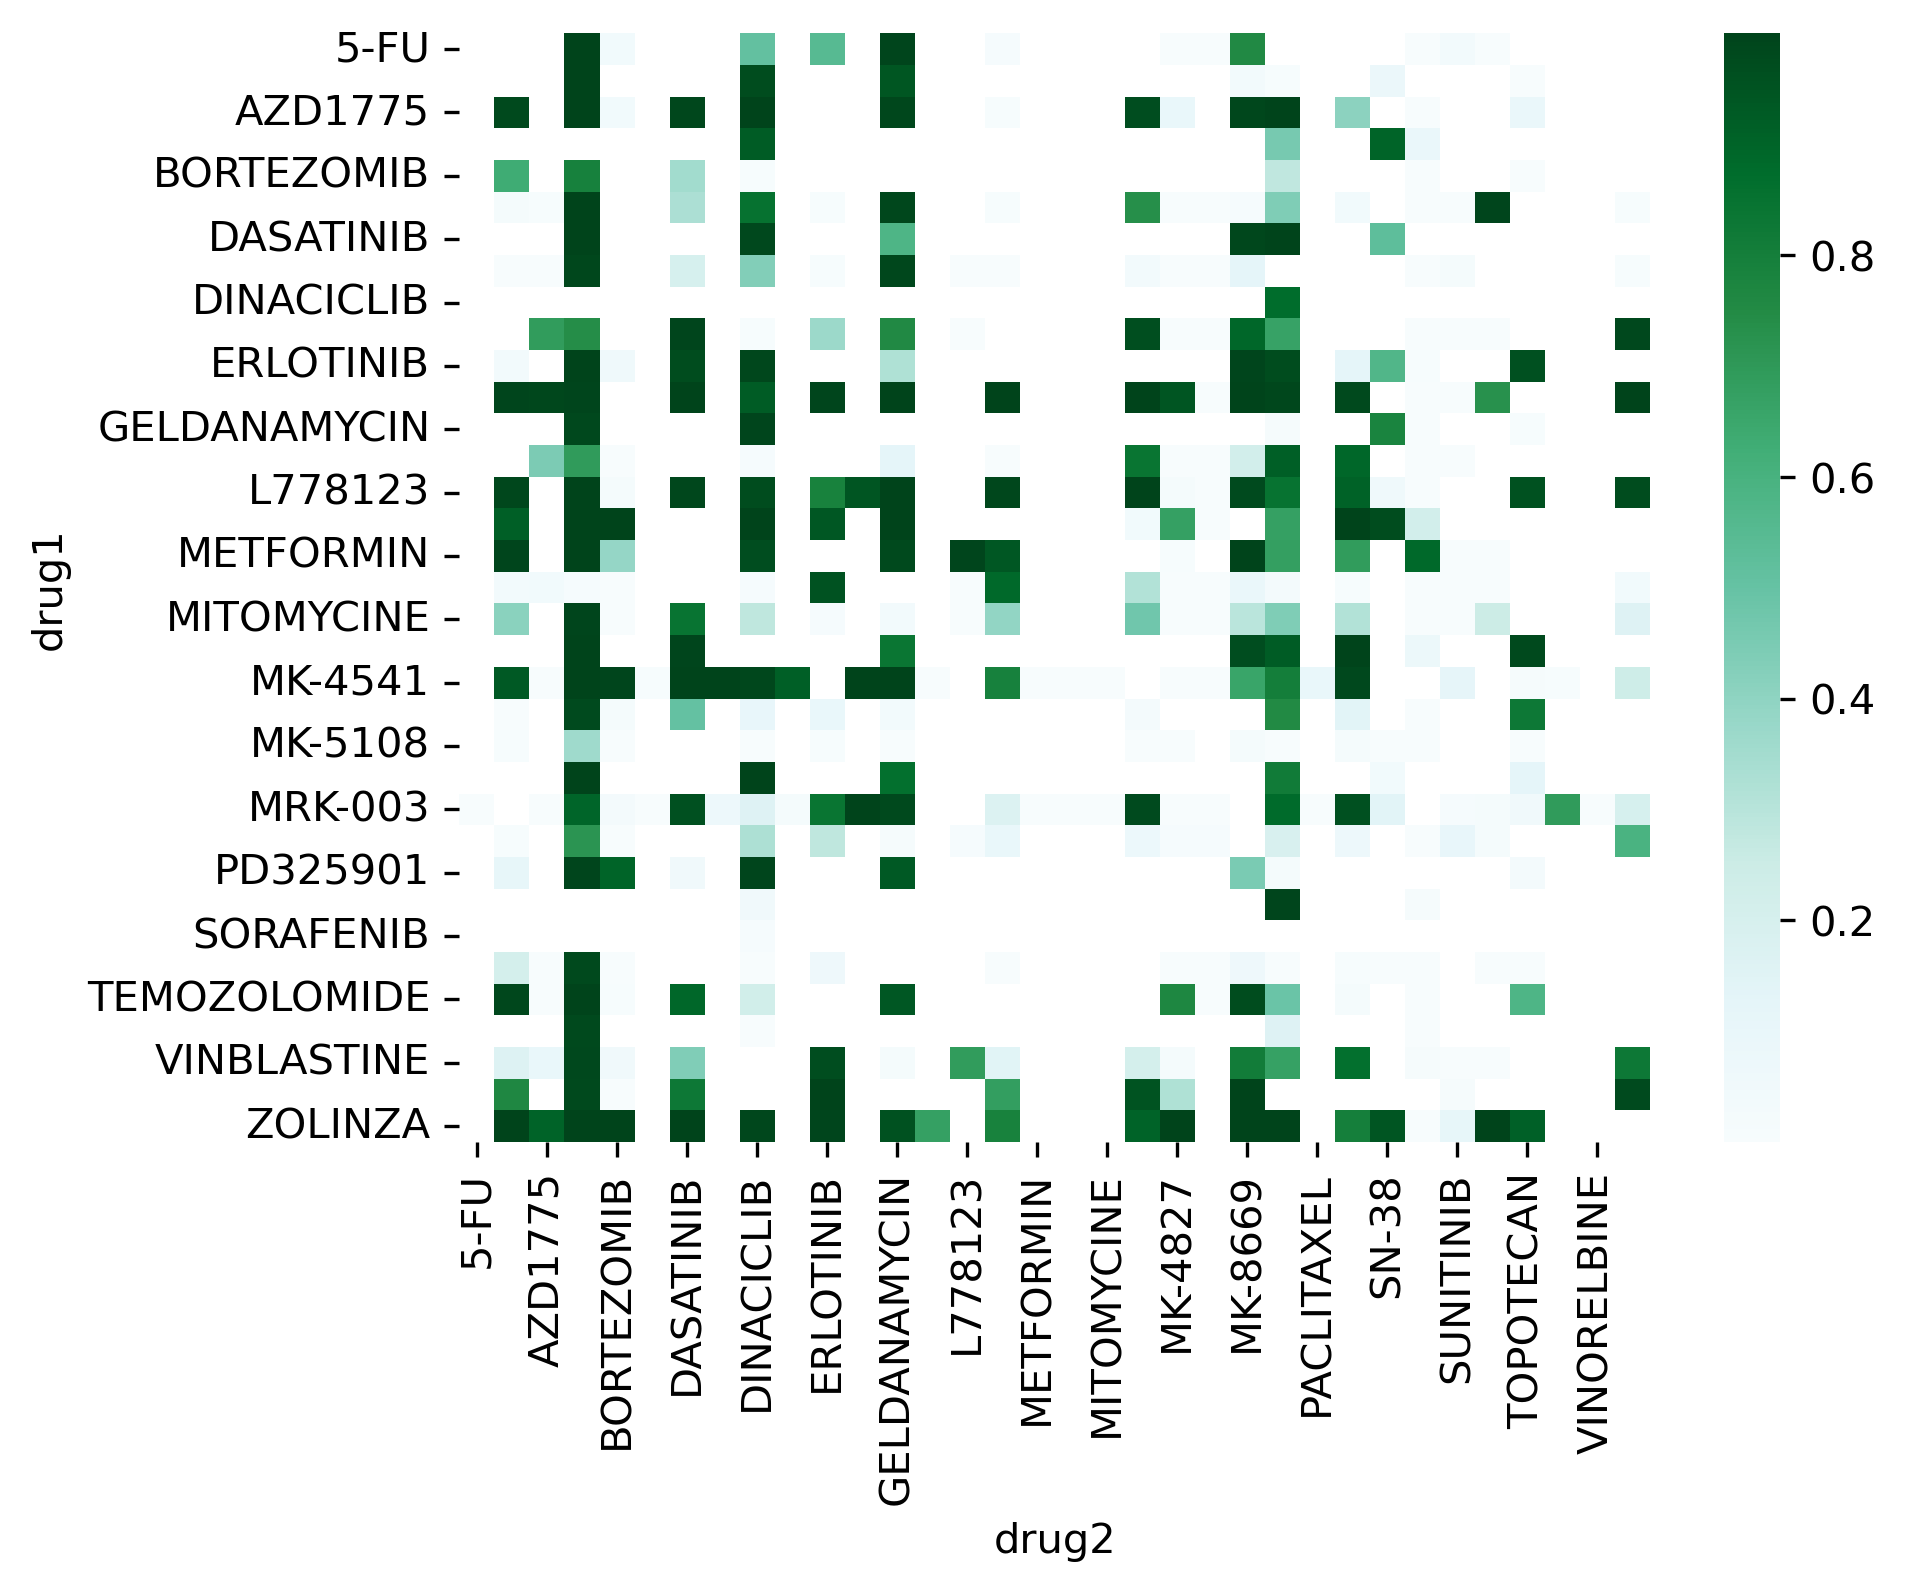 5-FU
AZD1775
BORTEZOMIB
DASATINIB
DINACICLIB
ERLOTINIB
GELDANAMYCIN
L778123
METFORMIN
MITOMYCINE
MK-4541
MK-5108
MRK-003
PD325901
SORAFENIB
TEMOZOLOMIDE
VINBLASTINE
ZOLINZA
drug1
5-FU
AZD1775
BORTEZOMIB
DASATINIB
DINACICLIB
ERLOTINIB
GELDANAMYCIN
L778123
METFORMIN
MITOMYCINE
MK-4827
MK-8669
PACLITAXEL
SN-38
SUNITINIB
TOPOTECAN
VINORELBINE
drug2
0.8
0.6
0.4
0.2